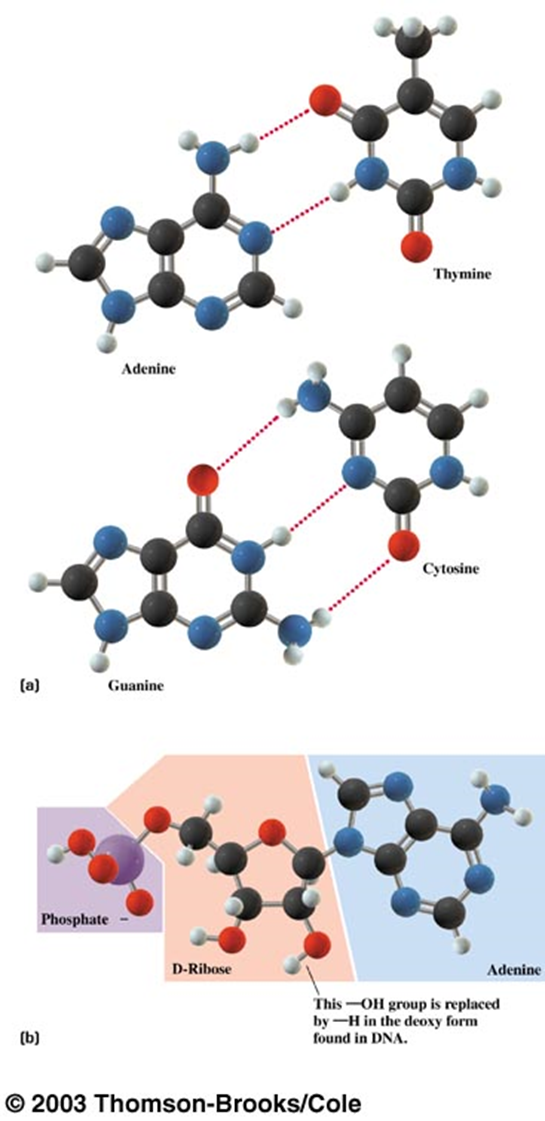 Thymine
Adenine
Cytosine
(a)
Guanine
Phosphate –
D-Ribose
Adenine
This —OH group is replaced
by —H in the deoxy form
found in DNA.
(b)
© 2003 Thomson-Brooks/Cole